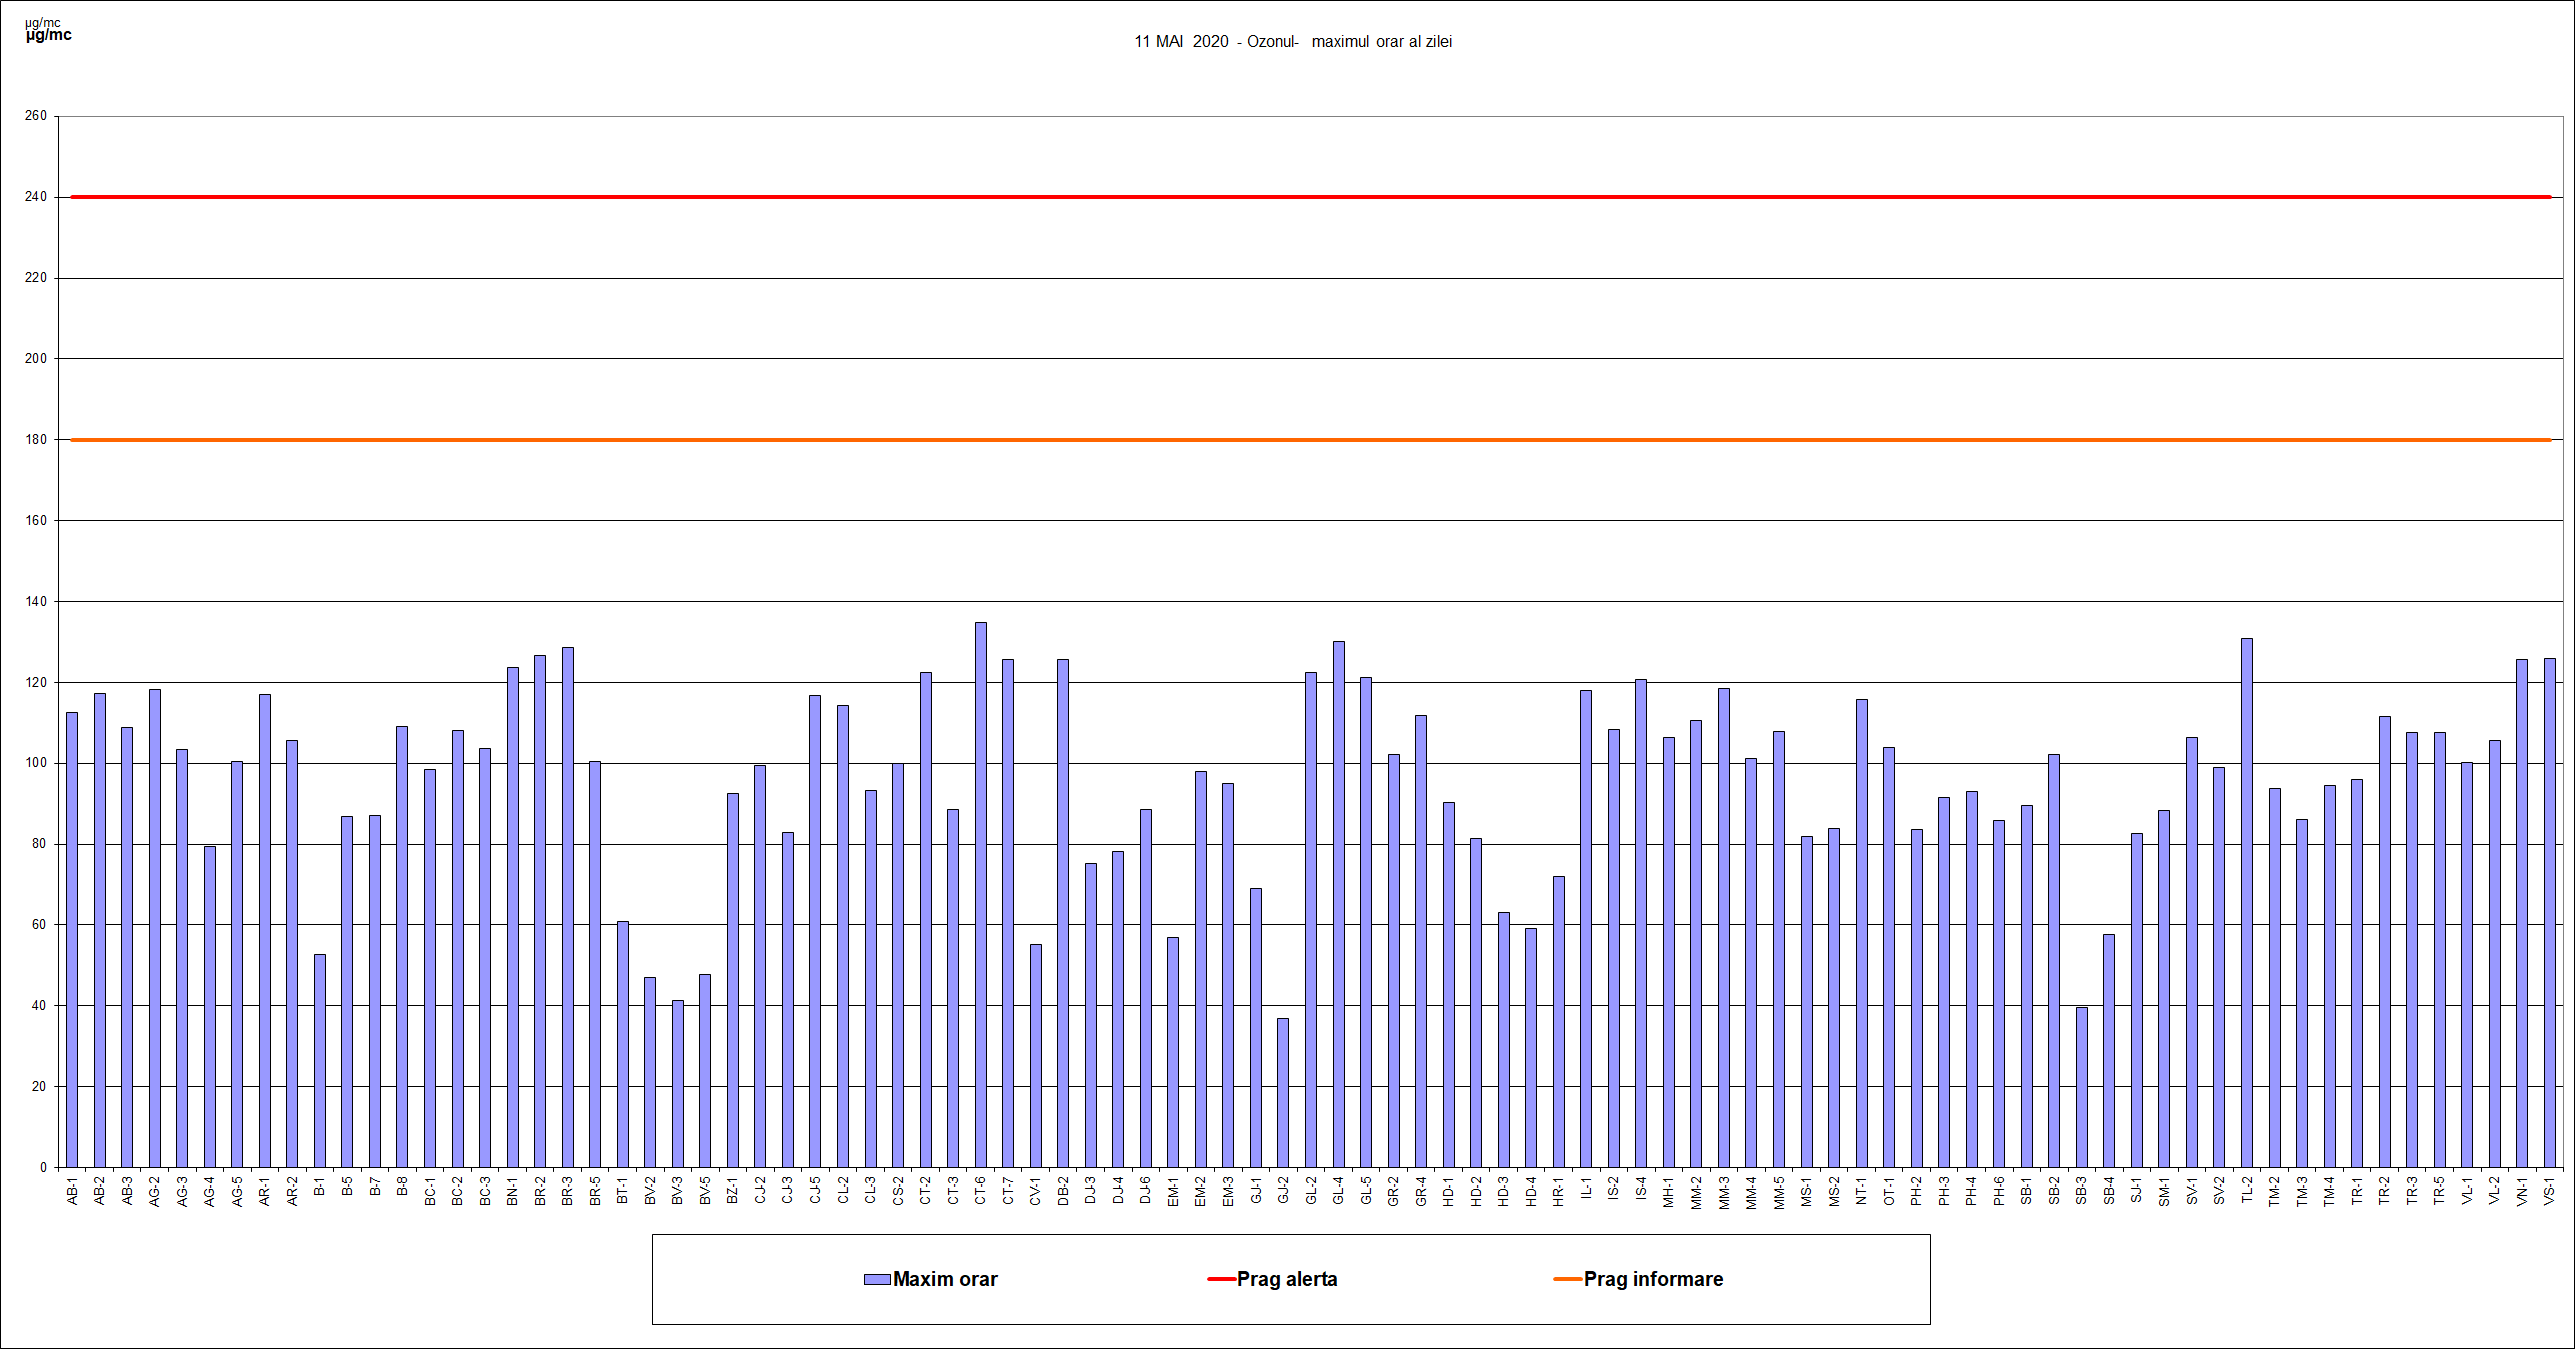 µg/mc
µg/mc
11 MAI 2020 - Ozonul- maximul orar al zilei
260
240
220
200
180
160
140
120
100
80
60
40
20
0
AB-1
AB-2
AB-3
AG-2
AG-3
AG-4
AG-5
AR-1
AR-2
B-1
B-5
B-7
B-8
BC-1
BC-2
BC-3
BN-1
BR-2
BR-3
BR-5
BT-1
BV-2
BV-3
BV-5
BZ-1
CJ-2
CJ-3
CJ-5
CL-2
CL-3
CS-2
CT-2
CT-3
CT-6
CT-7
CV-1
DB-2
DJ-3
DJ-4
DJ-6
EM-1
EM-2
EM-3
GJ-1
GJ-2
GL-2
GL-4
GL-5
GR-2
GR-4
HD-1
HD-2
HD-3
HD-4
HR-1
IL-1
IS-2
IS-4
MH-1
MM-2
MM-3
MM-4
MM-5
MS-1
MS-2
NT-1
OT-1
PH-2
PH-3
PH-4
PH-6
SB-1
SB-2
SB-3
SB-4
SJ-1
SM-1
SV-1
SV-2
TL-2
TM-2
TM-3
TM-4
TR-1
TR-2
TR-3
TR-5
VL-1
VL-2
VN-1
VS-1
Maxim orar
Prag alerta
Prag informare